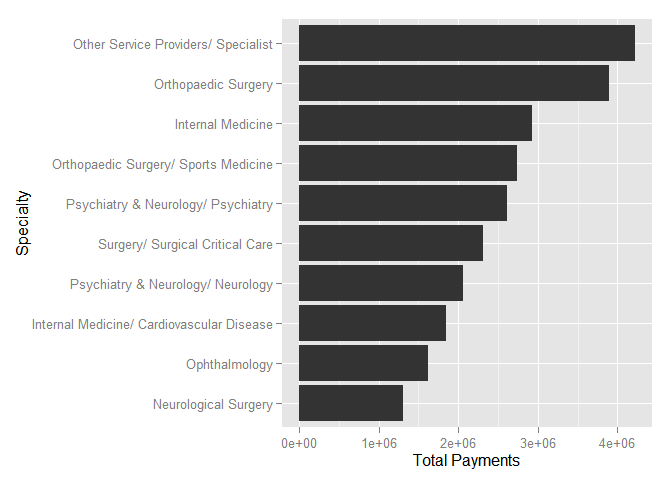 Other Service Providers/ Specialist
Orthopaedic Surgery
Internal Medicine
Orthopaedic Surgery/ Sports Medicine
Psychiatry & Neurology/ Psychiatry
Surgery/ Surgical Critical Care
Psychiatry & Neurology/ Neurology
Internal Medicine/ Cardiovascular Disease
Ophthalmology
Neurological Surgery
Specialty
0e+00 1e+06 2e+06 3e+06 4e+06
Total Payments